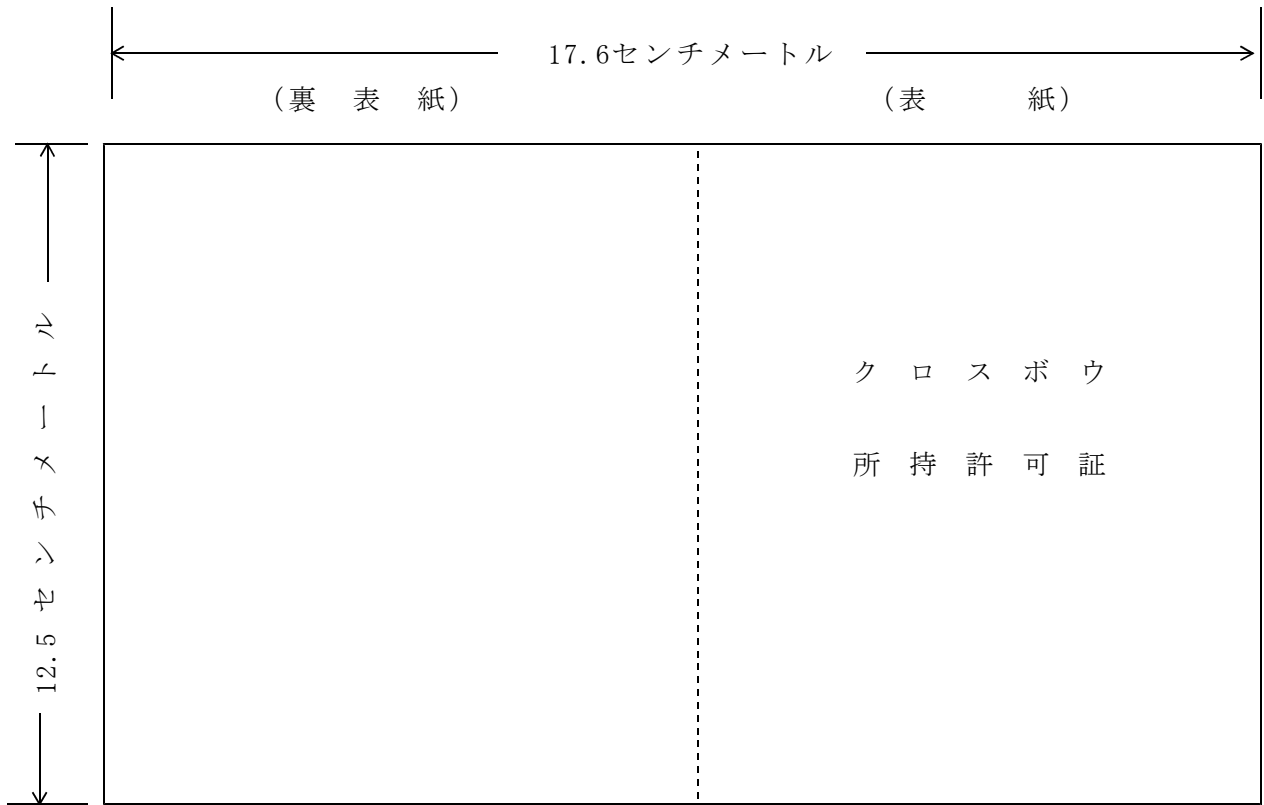 17.6センチメートル
(裏 表 紙)
(表 紙)
12.5センチメートル
クロスボウ
所持許可証